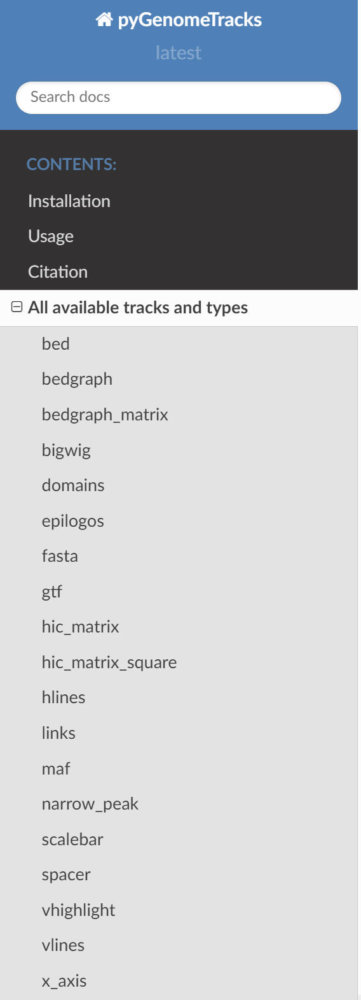 pyGenomeTracks
latest
Search docs
CONTENTS:
Installation
Usage
Citation
All available tracks and types
bed
bedgraph
bedgraph_matrix
bigwig
domains
epilogos
fasta
gtf
hic_matrix
hic_matrix_square
hlines
links
maf
narrow_peak
scalebar
spacer
vhighlight
vlines
x_axis